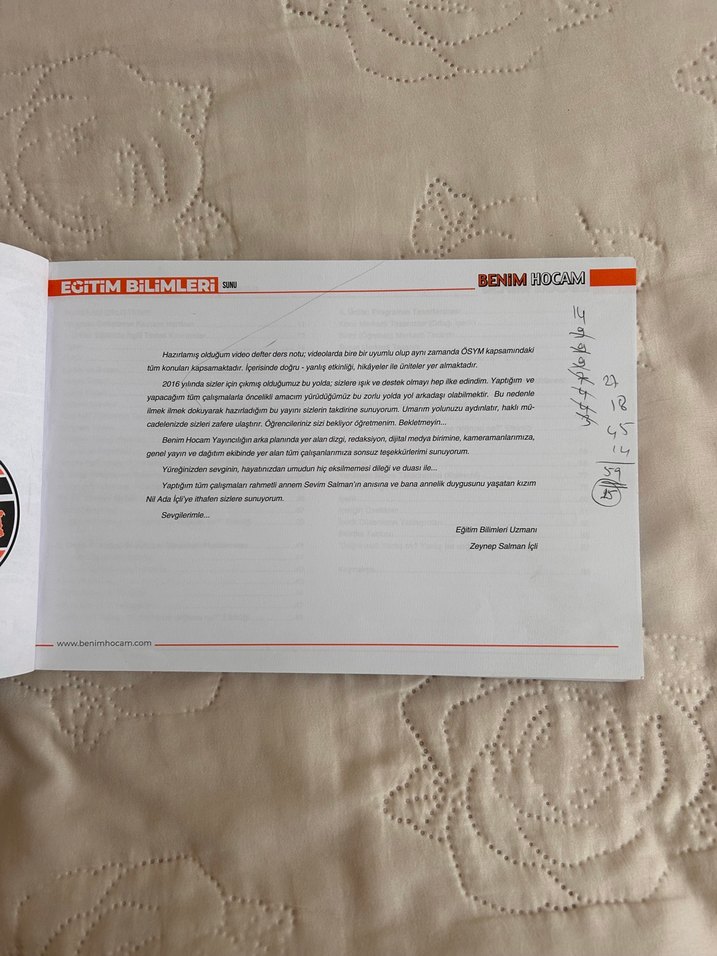 EĞİTİM BİLİMLERİ SUNU
BENİM HOCAM
Hazırlamış olduğum video defter ders notu; videolarda bire bir uyumlu olup aynı zamanda ÖSYM kapsamındaki
tüm konuları kapsamaktadır. İçerisinde doğru - yanlış etkinliği, hikâyeler ile üniteler yer almaktadır.
2016 yılında sizler için çıkmış olduğumuz bu yolda; sizlere ışık ve destek olmayı hep ilke edindim. Yaptığım ve
yapacağım tüm çalışmalarla öncelikli amacım yürüdüğümüz bu zorlu yolda yol arkadaşı olabilmektir. Bu nedenle
ilmek ilmek dokuyarak hazırladığım bu yayını sizlerin takdirine sunuyorum. Umarım yolunuzu aydınlatır, haklı mü-
cadelenizde sizleri zafere ulaştırır. Öğrencileriniz sizi bekliyor öğretmenim. Bekletmeyin...
Benim Hocam Yayıncılığın arka planında yer alan dizgi, redaksiyon, dijital medya birimine, kameramanlarımıza,
genel yayın ve dağıtım ekibinde yer alan tüm çalışanlarımıza sonsuz teşekkürlerimi sunuyorum.
Yüreğinizden sevginin, hayatınızdan umudun hiç eksilmemesi dileği ve duası ile...
Yaptığım tüm çalışmaları rahmetli annem Sevim Salman'ın anısına ve bana annelik duygusunu yaşatan kızım
Nil Ada İçli'ye ithafen sizlere sunuyorum.
Sevgilerimle...
Eğitim Bilimleri Uzmanı
Zeynep Salman İçli
www.benimhocam.com
14
27
18
45
14
59